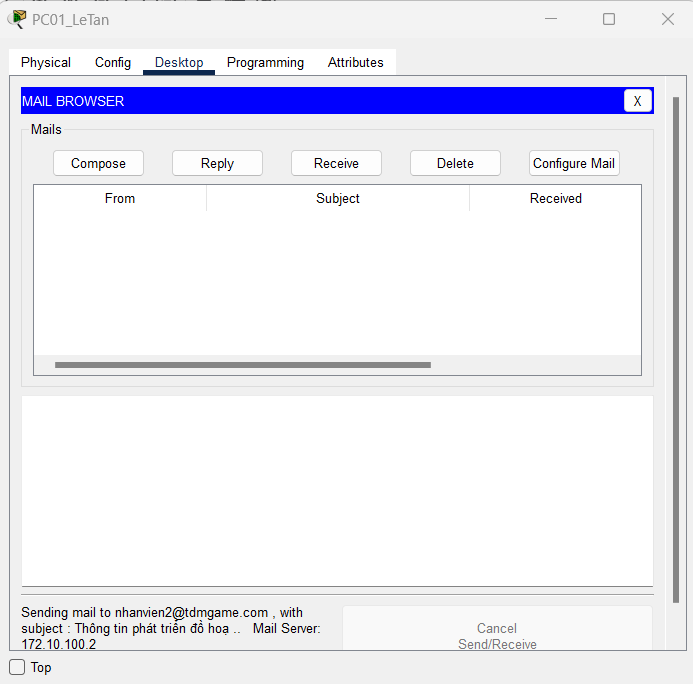 PC01_LeTan
Physical Config Desktop Programming Attributes
MAIL BROWSER X
Mails
Compose Reply Receive Delete Configure Mail
From Subject Received
Sending mail to nhanvien2@tdmgame.com , with
subject : Thông tin phát triển đồ hoạ .. Mail Server:
172.10.100.2
Cancel
Send/Receive
Top